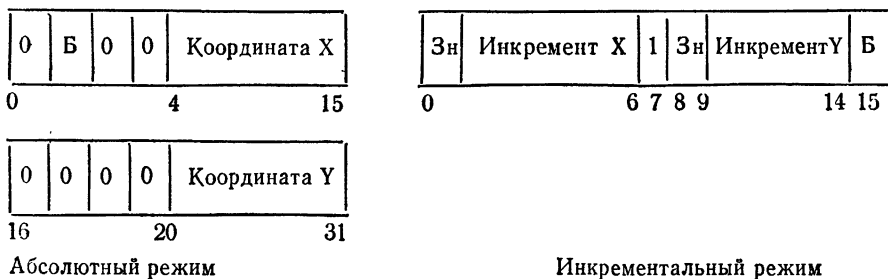 0 Б 0 0 Координата X
0 4 15
0 0 0 0 Координата Y
16 20 31
Абсолютный режим
Зн Инкремент X 1 Зн ИнкрементY Б
0 6 7 8 9 14 15
Инкрементальный режим